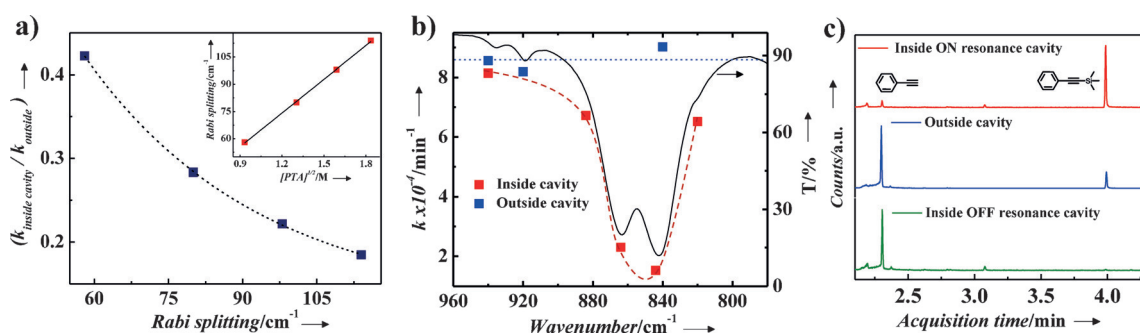 a)
(k inside cavity / k outside)
0.4
0.3
0.2
60
75
90
105
Rabi splitting/cm-1
Rabi splitting/cm-1
105
90
75
60
0.9
1.2
1.5
1.8
[PTA]1/2/M
b)
k x10-4/min-1
8
6
4
2
Inside cavity
Outside cavity
90
60
30
0
T/%
960
920
880
840
800
Wavenumber/cm-1
c)
Counts/a.u.
Inside ON resonance cavity
Si
Outside cavity
Inside OFF resonance cavity
2.5
3.0
3.5
4.0
Acquisition time/min